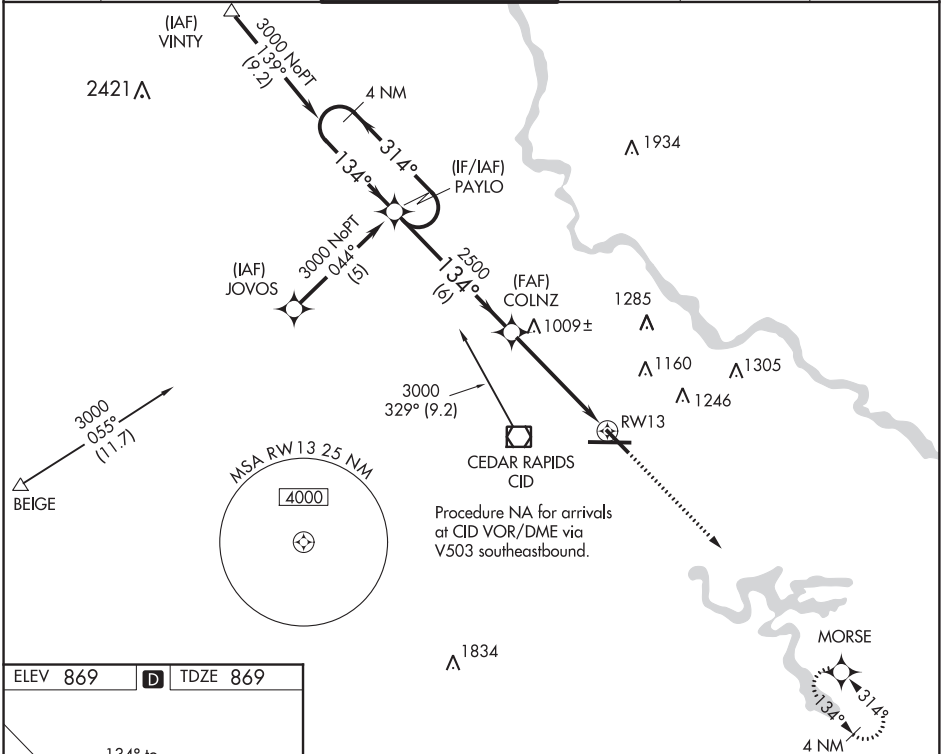 (IAF)
VINTY
3000 NoPT
139°
(9.2)
2421
4 NM
314°
134°
1934
(IF/IAF)
PAYLO
3000 NoPT
044°
(5)
(IAF)
JOVOS
2500
134°
(6)
(FAF)
COLNZ
1009±
1285
1160
1305
1246
3000
329° (9.2)
RW13
3000
055°
(11.7)
BEIGE
CEDAR RAPIDS
CID
MSA RW13 25 NM
4000
Procedure NA for arrivals
at CID VOR/DME via
V503 southeastbound.
1834
MORSE
134°
314°
4 NM
ELEV 869 D TDZE 869